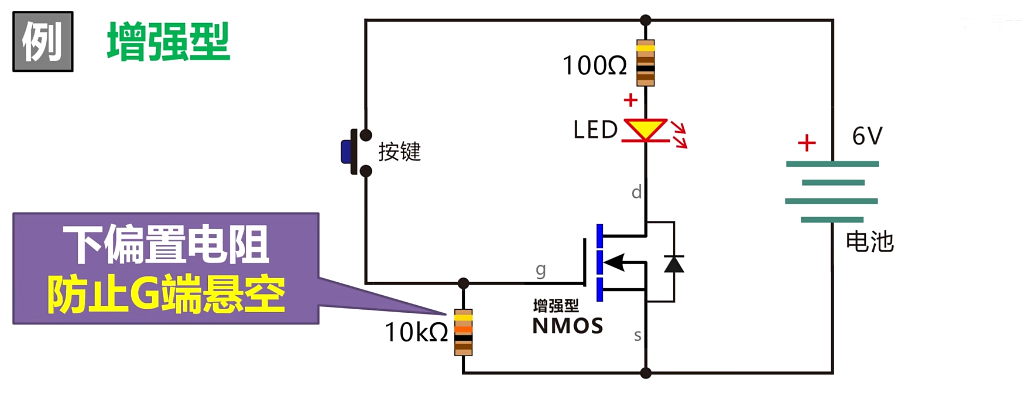 例 增强型
100Ω
+
LED
+
6V
按键
d
下偏置电阻
防止G端悬空
电池
g
增强型
NMOS
10kΩ
s